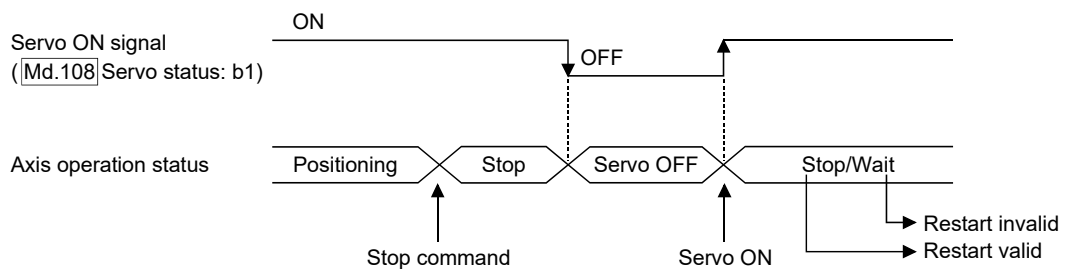 ON
Servo ON signal
( Md.108 Servo status: b1)
OFF
Axis operation status
Positioning
Stop
Servo OFF
Stop/Wait
Restart invalid
Restart valid
Stop command
Servo ON